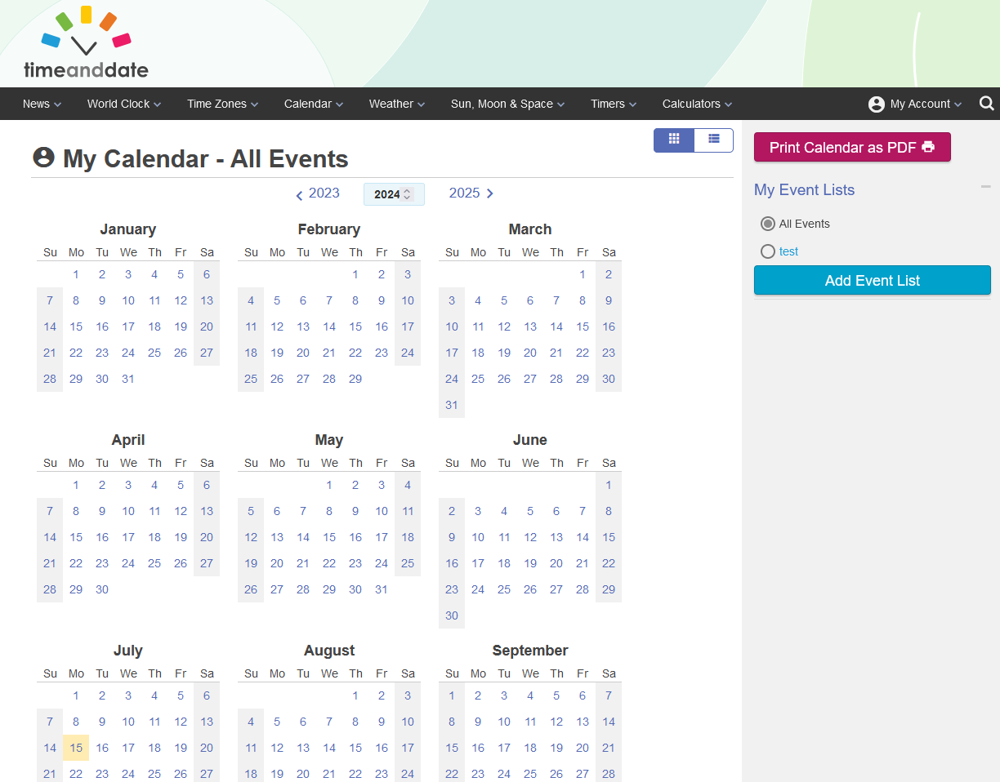 timeanddate
News World Clock Time Zones Calendar Weather Sun, Moon & Space Timers Calculators My Account
My Calendar - All Events
Print Calendar as PDF
2023 2024 2025
My Event Lists
All Events
test
Add Event List
January February March
Su Mo Tu We Th Fr Sa Su Mo Tu We Th Fr Sa Su Mo Tu We Th Fr Sa
1 2 3 4 5 6 1 2 3 1 2
7 8 9 10 11 12 13 4 5 6 7 8 9 10 3 4 5 6 7 8 9
14 15 16 17 18 19 20 11 12 13 14 15 16 17 10 11 12 13 14 15 16
21 22 23 24 25 26 27 18 19 20 21 22 23 24 17 18 19 20 21 22 23
28 29 30 31 25 26 27 28 29 24 25 26 27 28 29 30
31
April May June
Su Mo Tu We Th Fr Sa Su Mo Tu We Th Fr Sa Su Mo Tu We Th Fr Sa
1 2 3 4 5 6 1 2 3 4 1
7 8 9 10 11 12 13 5 6 7 8 9 10 11 2 3 4 5 6 7 8
14 15 16 17 18 19 20 12 13 14 15 16 17 18 9 10 11 12 13 14 15
21 22 23 24 25 26 27 19 20 21 22 23 24 25 16 17 18 19 20 21 22
28 29 30 26 27 28 29 30 31 23 24 25 26 27 28 29
30
July August September
Su Mo Tu We Th Fr Sa Su Mo Tu We Th Fr Sa Su Mo Tu We Th Fr Sa
1 2 3 4 5 6 1 2 3 1 2 3 4 5 6 7
7 8 9 10 11 12 13 4 5 6 7 8 9 10 8 9 10 11 12 13 14
14 15 16 17 18 19 20 11 12 13 14 15 16 17 15 16 17 18 19 20 21
21 22 23 24 25 26 27 18 19 20 21 22 23 24 22 23 24 25 26 27 28